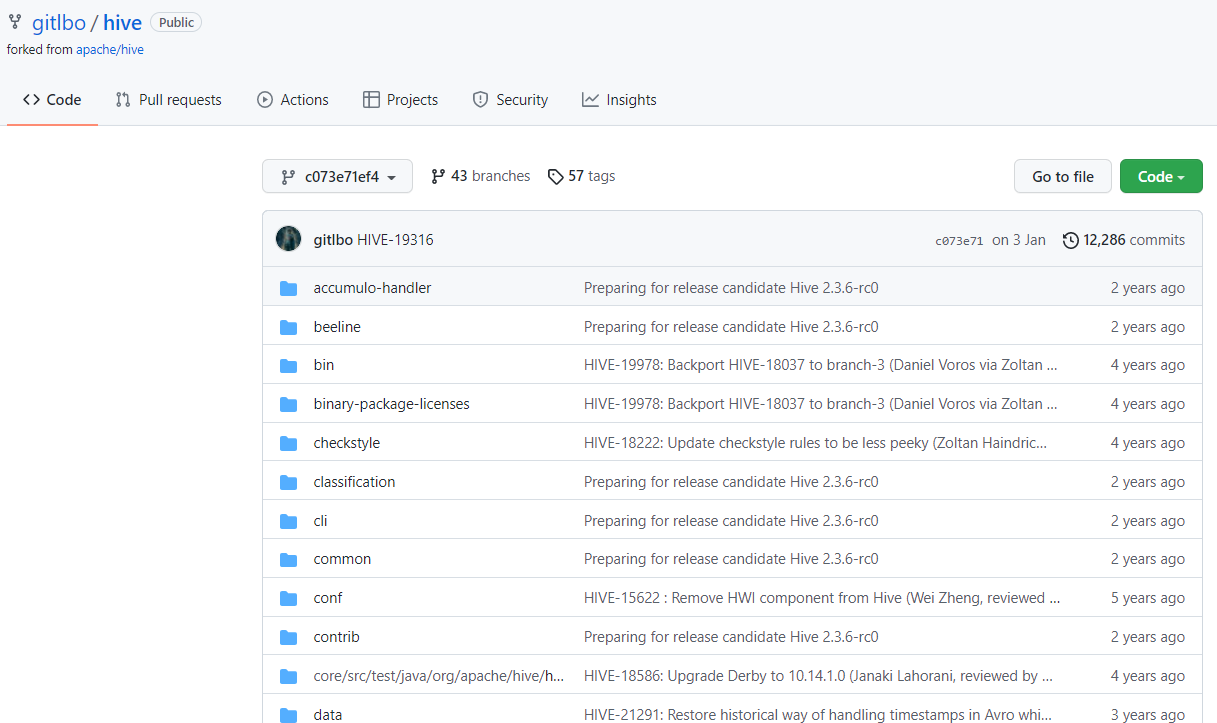 gitlbo / hive Public
forked from apache/hive
Code Pull requests Actions Projects Security Insights
c073e71ef4 43 branches 57 tags Go to file Code
gitlbo HIVE-19316 c073e71 on 3 Jan 12,286 commits
accumulo-handler Preparing for release candidate Hive 2.3.6-rc0 2 years ago
beeline Preparing for release candidate Hive 2.3.6-rc0 2 years ago
bin HIVE-19978: Backport HIVE-18037 to branch-3 (Daniel Voros via Zoltan ... 4 years ago
binary-package-licenses HIVE-19978: Backport HIVE-18037 to branch-3 (Daniel Voros via Zoltan ... 4 years ago
checkstyle HIVE-18222: Update checkstyle rules to be less peeky (Zoltan Haindric... 4 years ago
classification Preparing for release candidate Hive 2.3.6-rc0 2 years ago
cli Preparing for release candidate Hive 2.3.6-rc0 2 years ago
common Preparing for release candidate Hive 2.3.6-rc0 2 years ago
conf HIVE-15622 : Remove HWI component from Hive (Wei Zheng, reviewed ... 5 years ago
contrib Preparing for release candidate Hive 2.3.6-rc0 2 years ago
core/src/test/java/org/apache/hive/h... HIVE-18586: Upgrade Derby to 10.14.1.0 (Janaki Lahorani, reviewed by ... 4 years ago
data HIVE-21291: Restore historical way of handling timestamps in Avro whi... 3 years ago